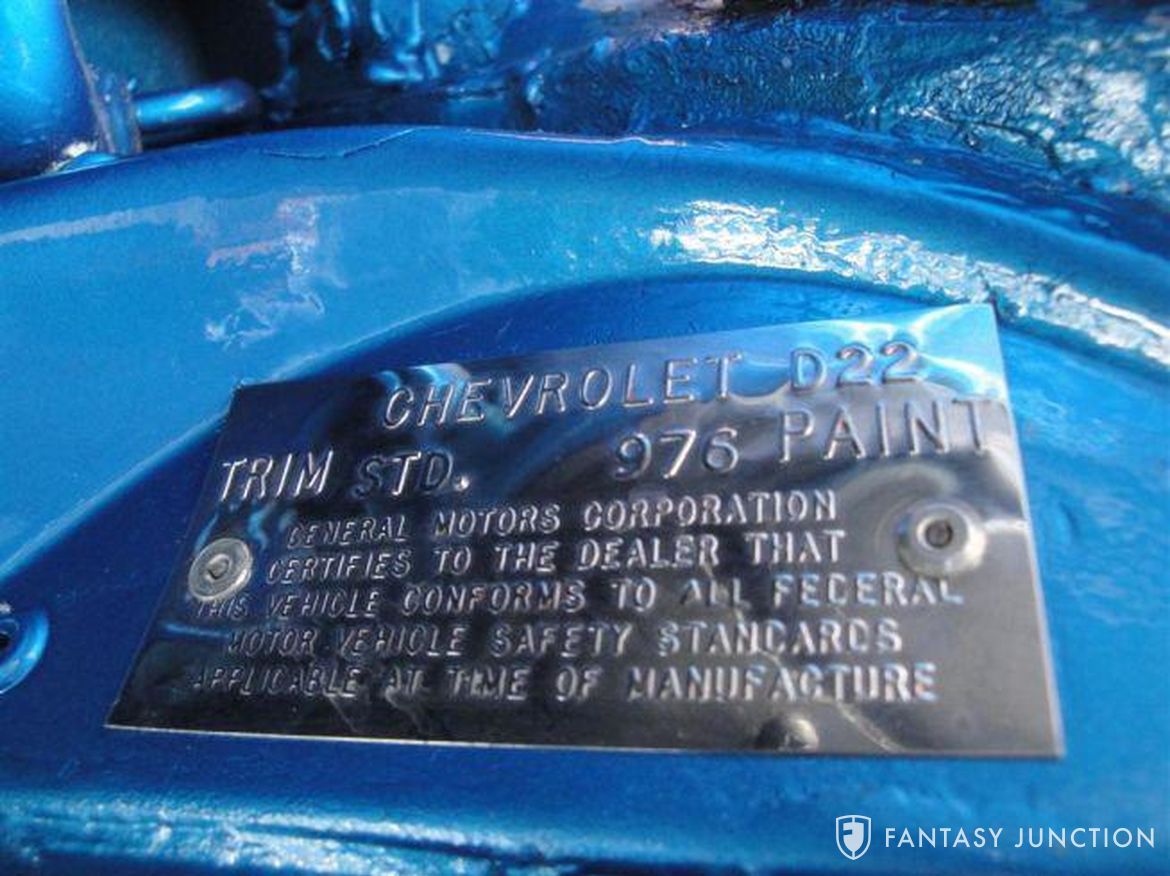 CHEVROLET D22
TRIM STD. 976 PAINT
GENERAL MOTORS CORPORATION
CERTIFIES TO THE DEALER THAT
THIS VEHICLE CONFORMS TO ALL FEDERAL
MOTOR VEHICLE SAFETY STANDARDS
APPLICABLE AT TIME OF MANUFACTURE
FANTASY JUNCTION